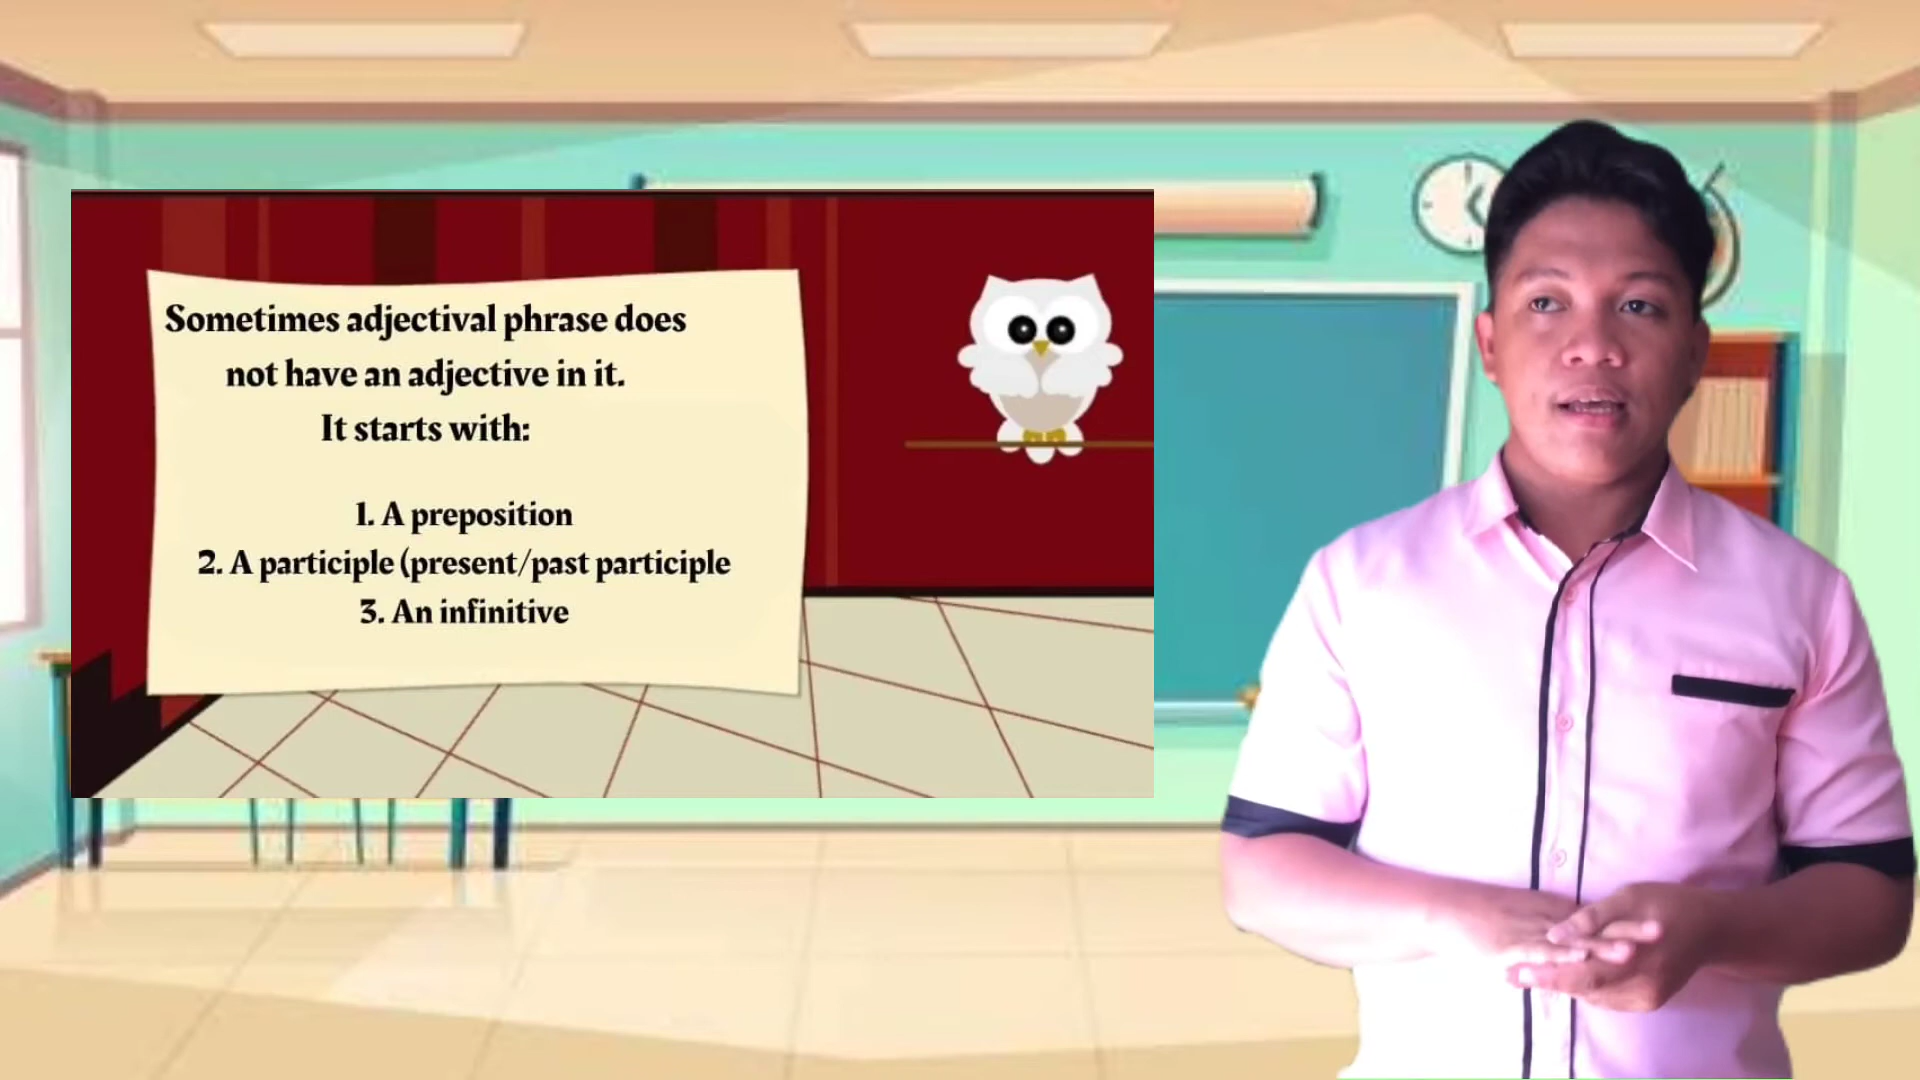 Sometimes adjectival phrase does
not have an adjective in it.
It starts with:
1. A preposition
2. A participle (present/past participle
3. An infinitive